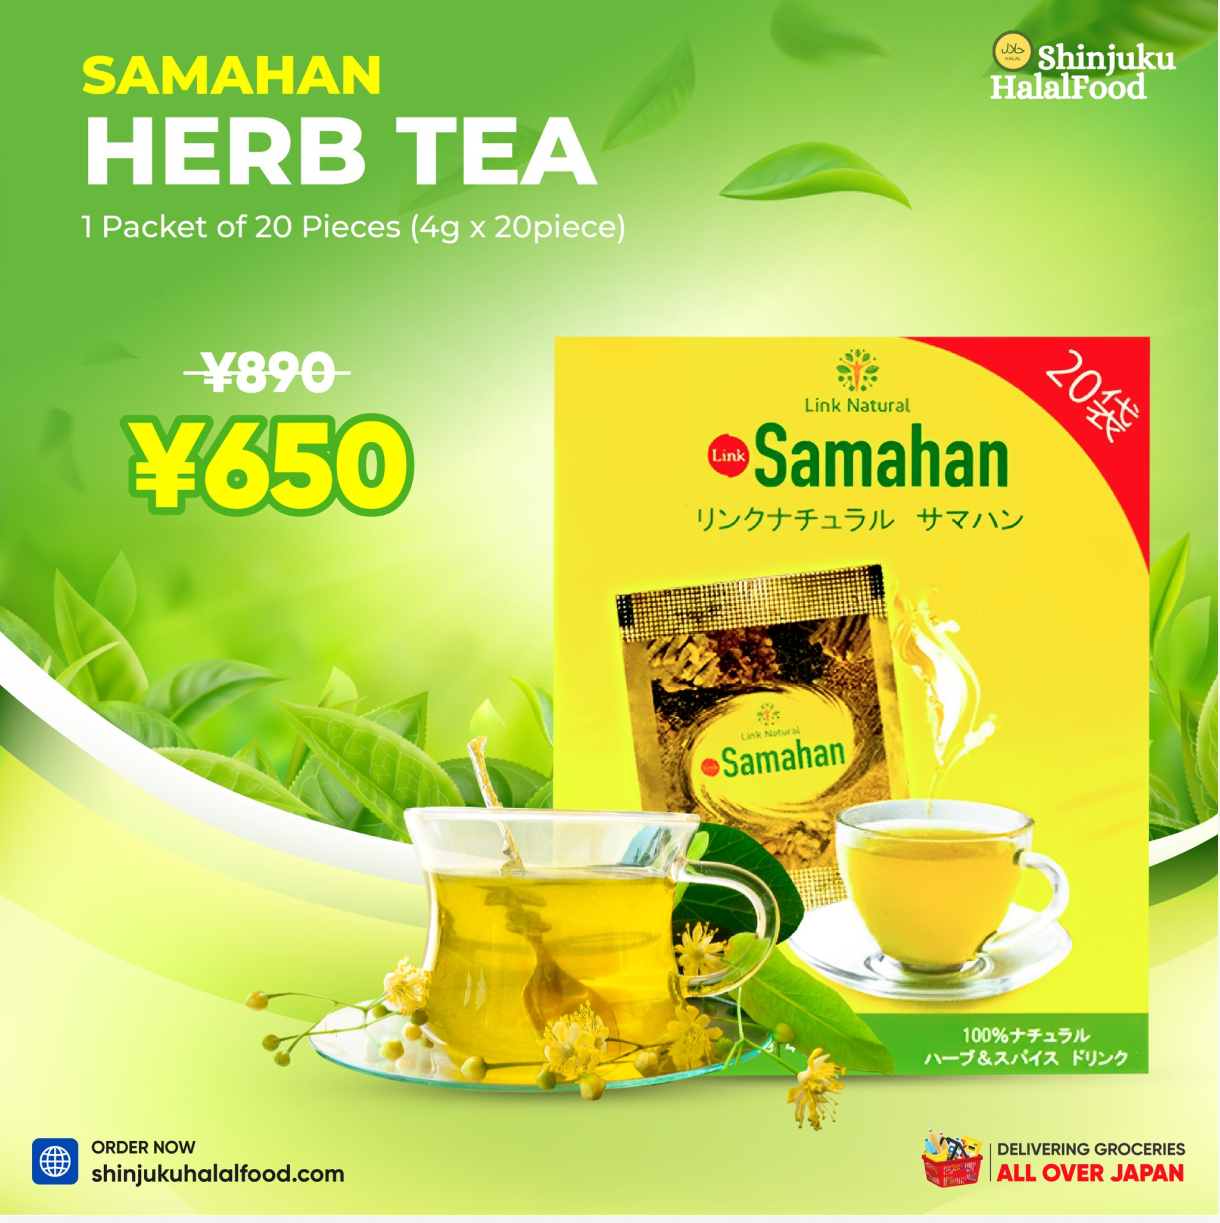 SAMAHAN
HERB TEA
1 Packet of 20 Pieces (4g x 20piece)
حلال
HALAL
Shinjuku
HalalFood
¥890
¥650
20袋
Link Natural
Link Samahan
リンクナチュラル サマハン
Link Natural
Samahan
100%ナチュラル
ハーブ&スパイス ドリンク
ORDER NOW
shinjukuhalalfood.com
DELIVERING GROCERIES
ALL OVER JAPAN